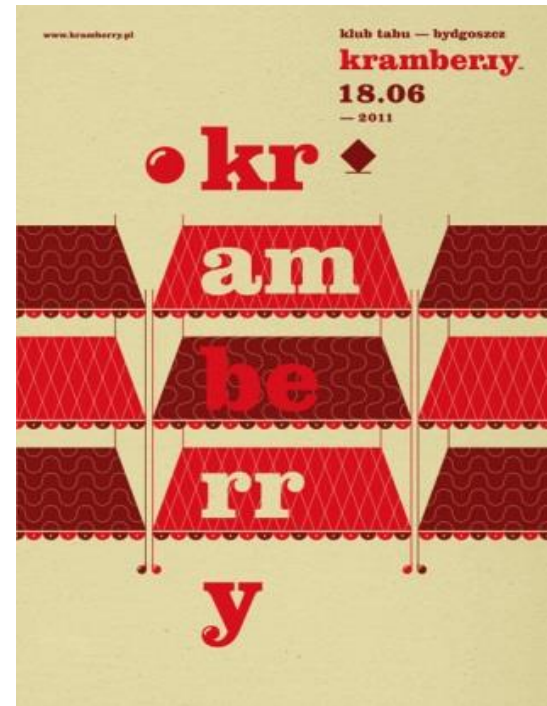 www.kramberry.pl
klub tabu — bydgoszcz
kramberry
18.06
— 2011
kr
am
be
rr
y